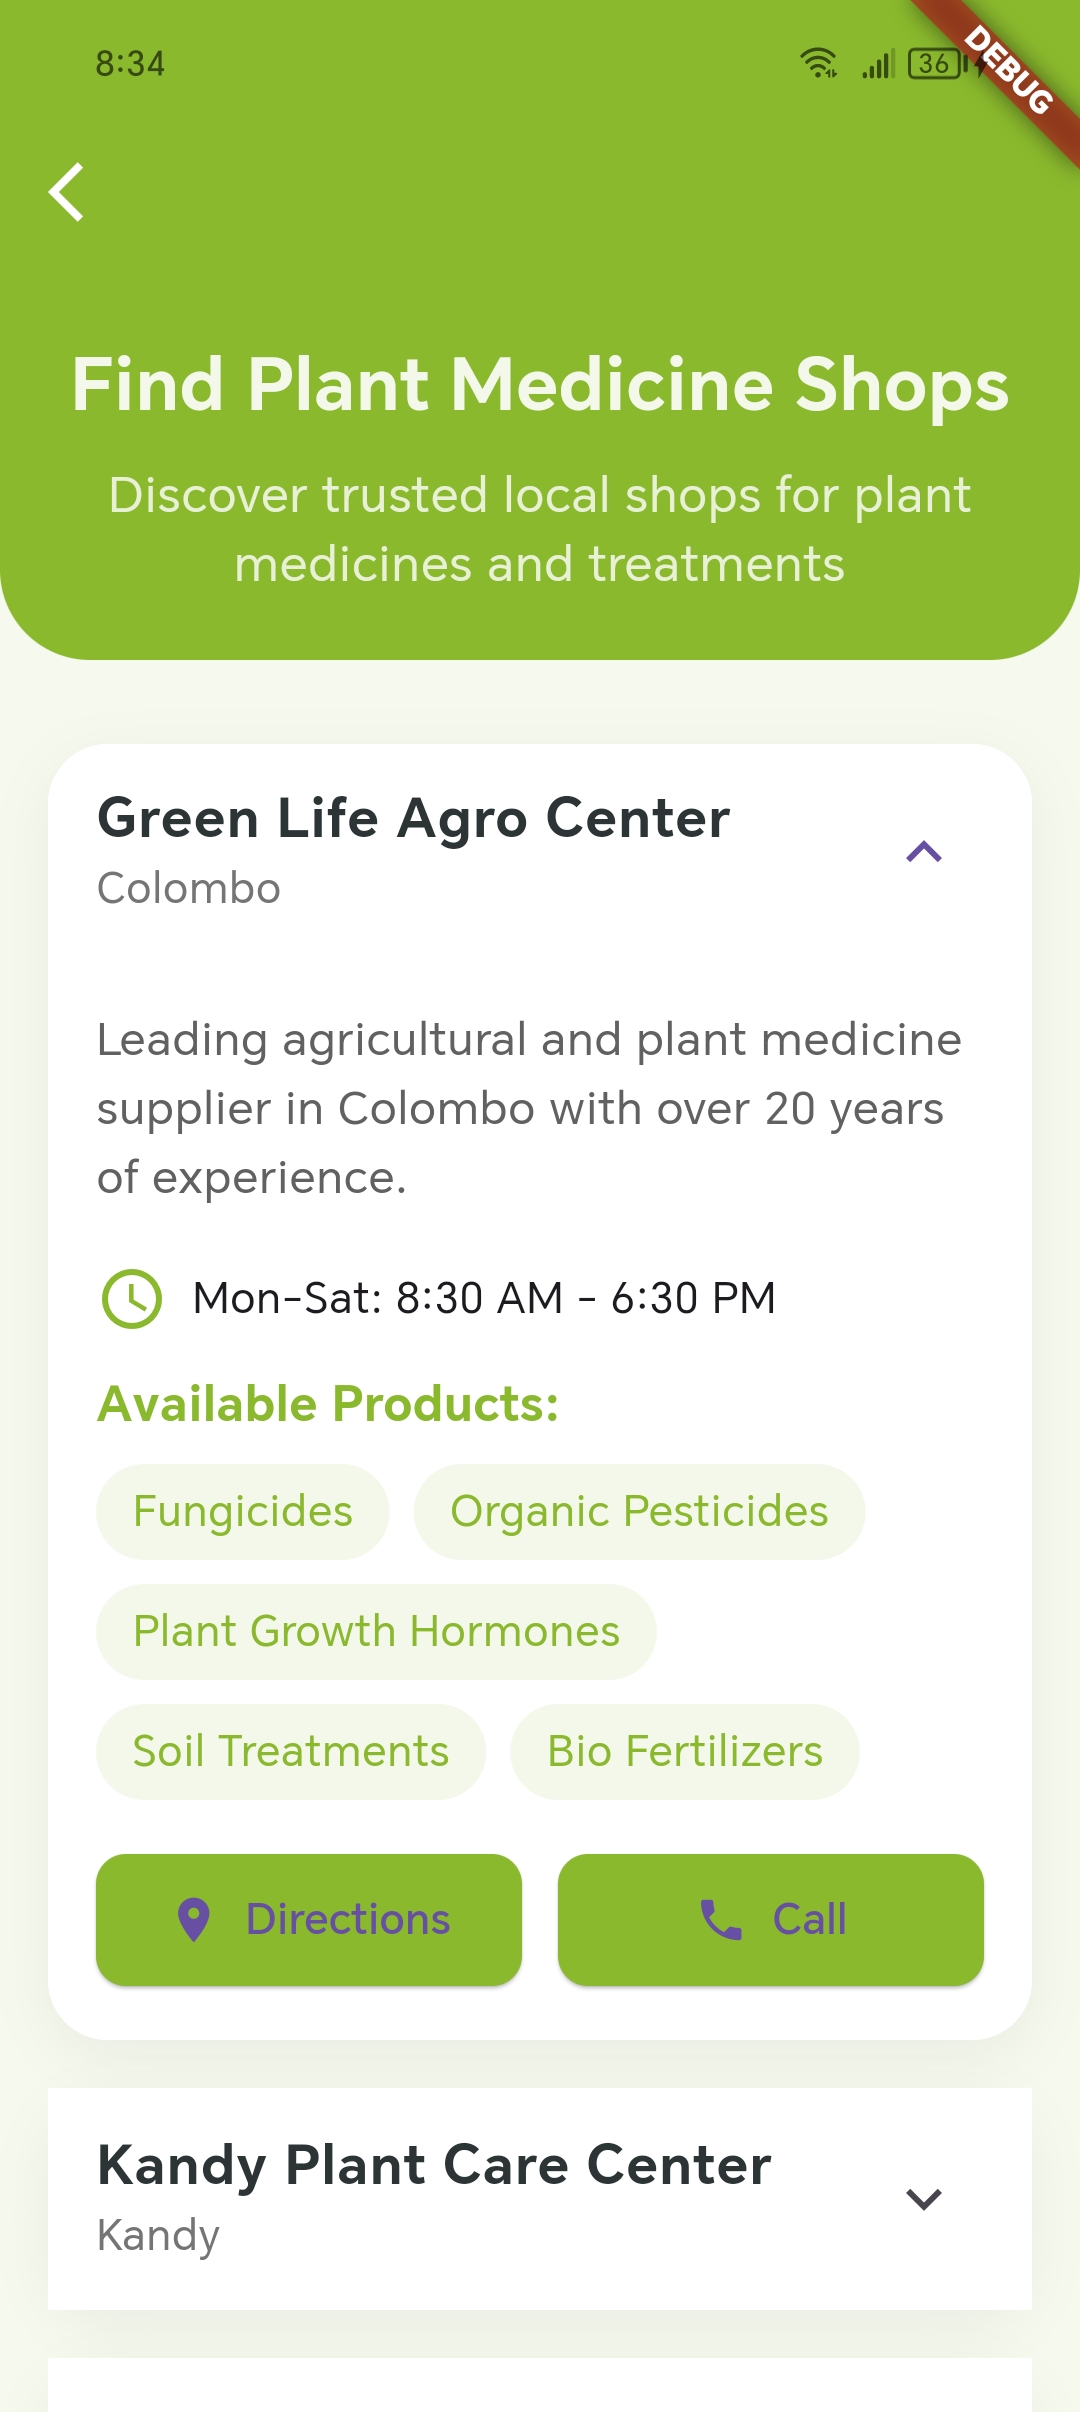 8:34
36
DEBUG
Find Plant Medicine Shops
Discover trusted local shops for plant
medicines and treatments
Green Life Agro Center
Colombo
Leading agricultural and plant medicine
supplier in Colombo with over 20 years
of experience.
Mon-Sat: 8:30 AM - 6:30 PM
Available Products:
Fungicides Organic Pesticides
Plant Growth Hormones
Soil Treatments Bio Fertilizers
Directions Call
Kandy Plant Care Center
Kandy